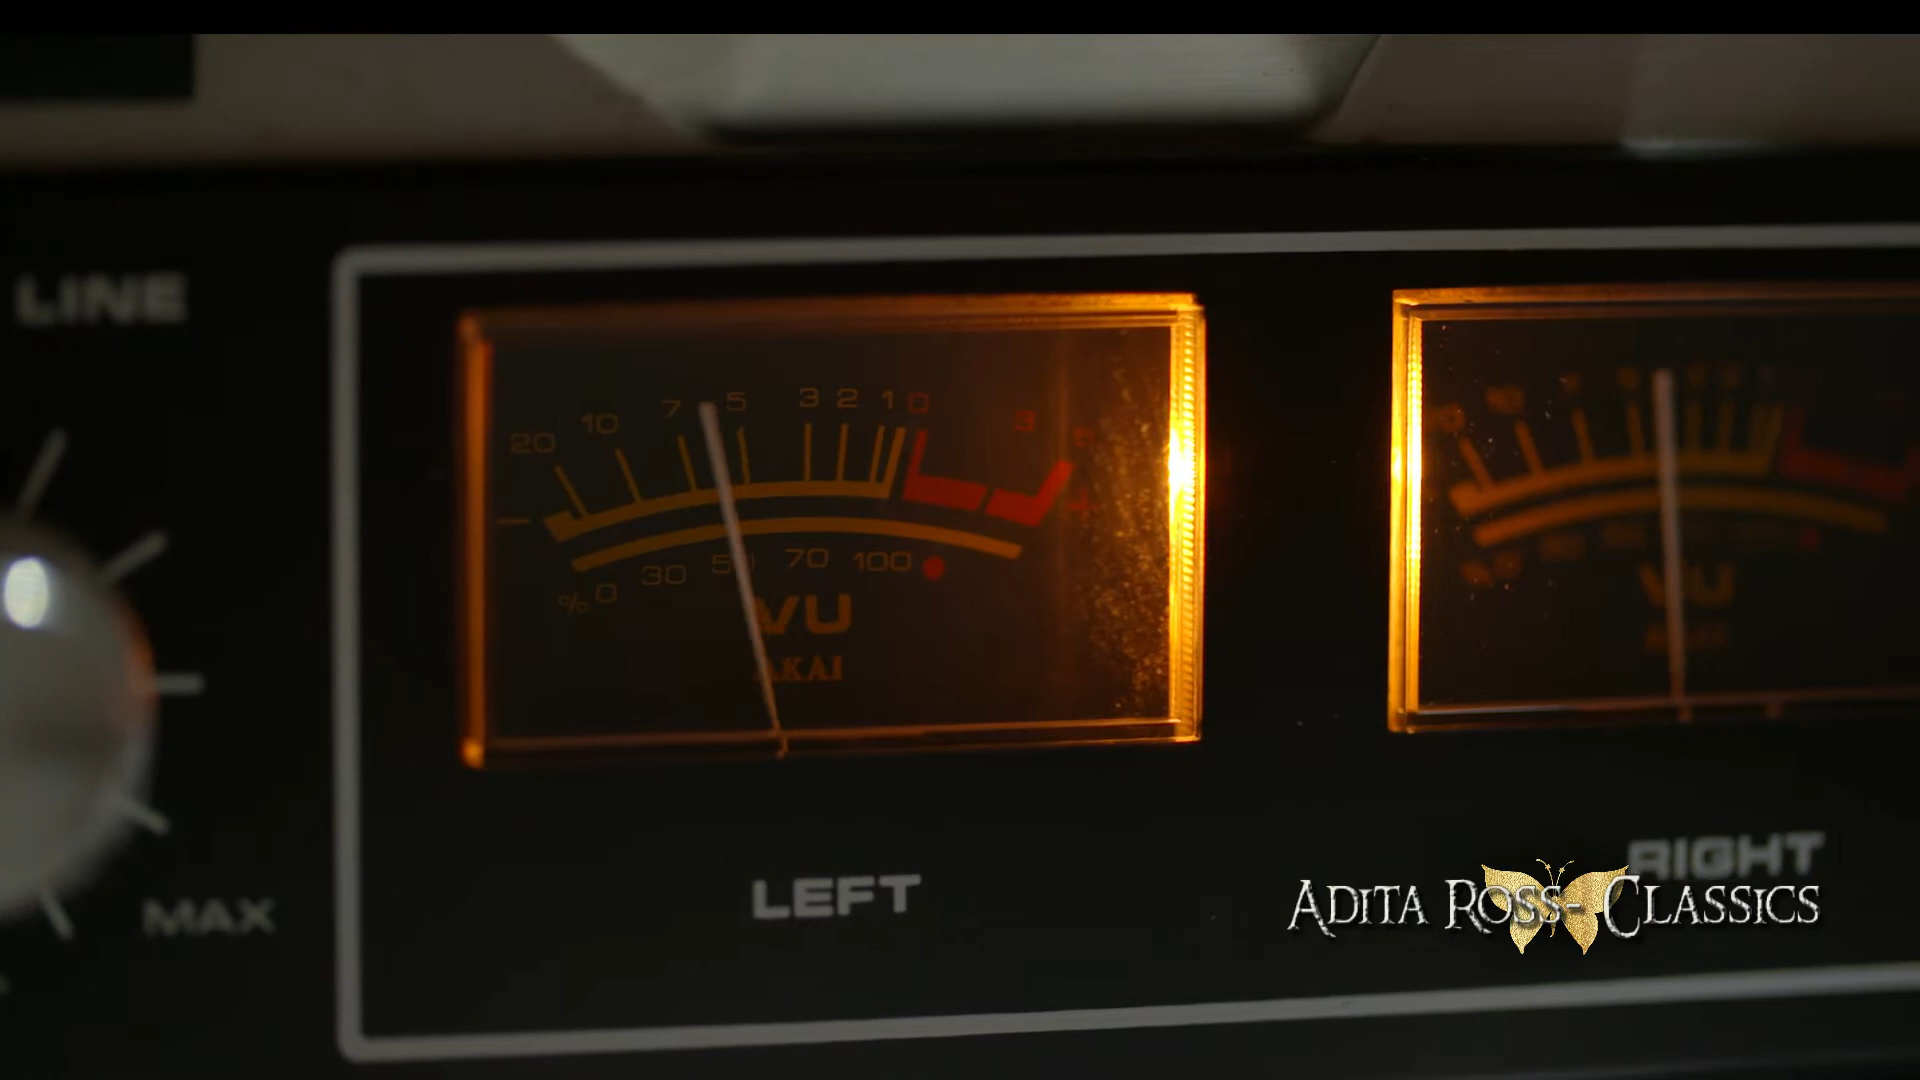 LINE
20 10 7 5 3 2 1 0 3
% 0 30 50 70 100
VU
AKAI
VU
LEFT
RIGHT
MAX
ADITA ROSS- CLASSICS